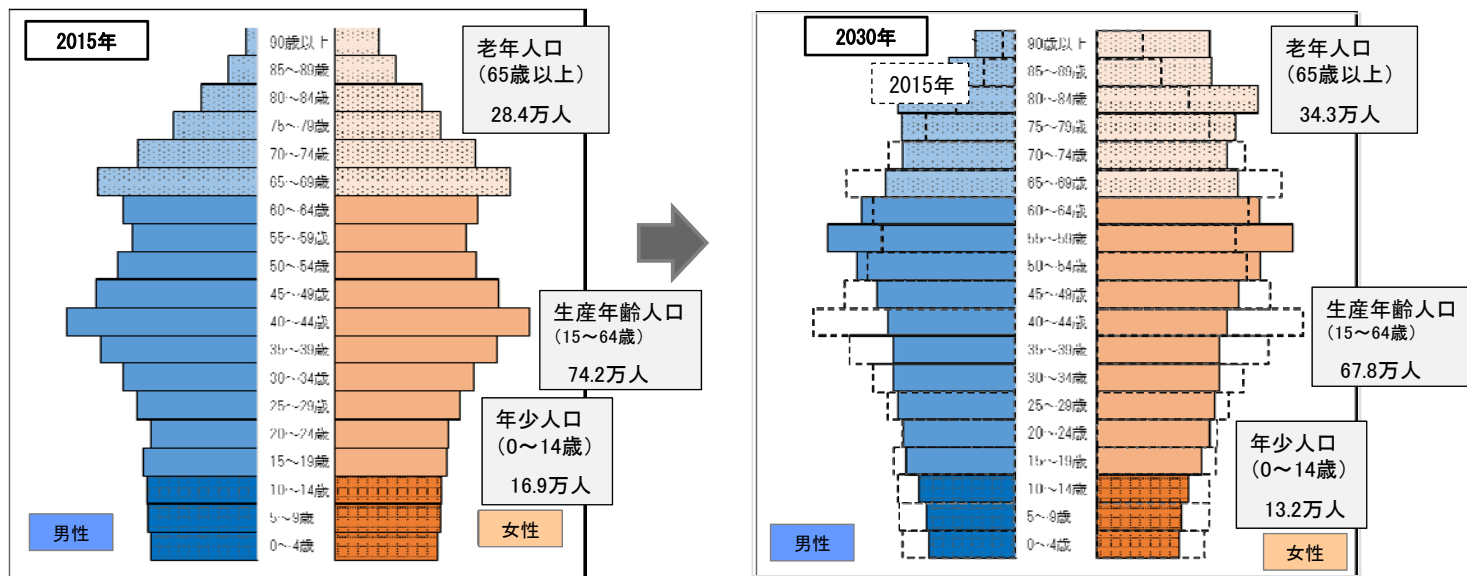 2015年
90歳以上
85～89歳
80～84歳
75～79歳
70～74歳
65～69歳
60～64歳
55～59歳
50～54歳
45～49歳
40～44歳
35～39歳
30～34歳
25～29歳
20～24歳
15～19歳
10～14歳
5～9歳
0～4歳
老年人口
(65歳以上)
28.4万人
生産年齢人口
(15～64歳)
74.2万人
年少人口
(0～14歳)
16.9万人
男性
女性
2030年
2015年
90歳以上
85～89歳
80～84歳
75～79歳
70～74歳
65～69歳
60～64歳
55～59歳
50～54歳
45～49歳
40～44歳
35～39歳
30～34歳
25～29歳
20～24歳
15～19歳
10～14歳
5～9歳
0～4歳
老年人口
(65歳以上)
34.3万人
生産年齢人口
(15～64歳)
67.8万人
年少人口
(0～14歳)
13.2万人
男性
女性